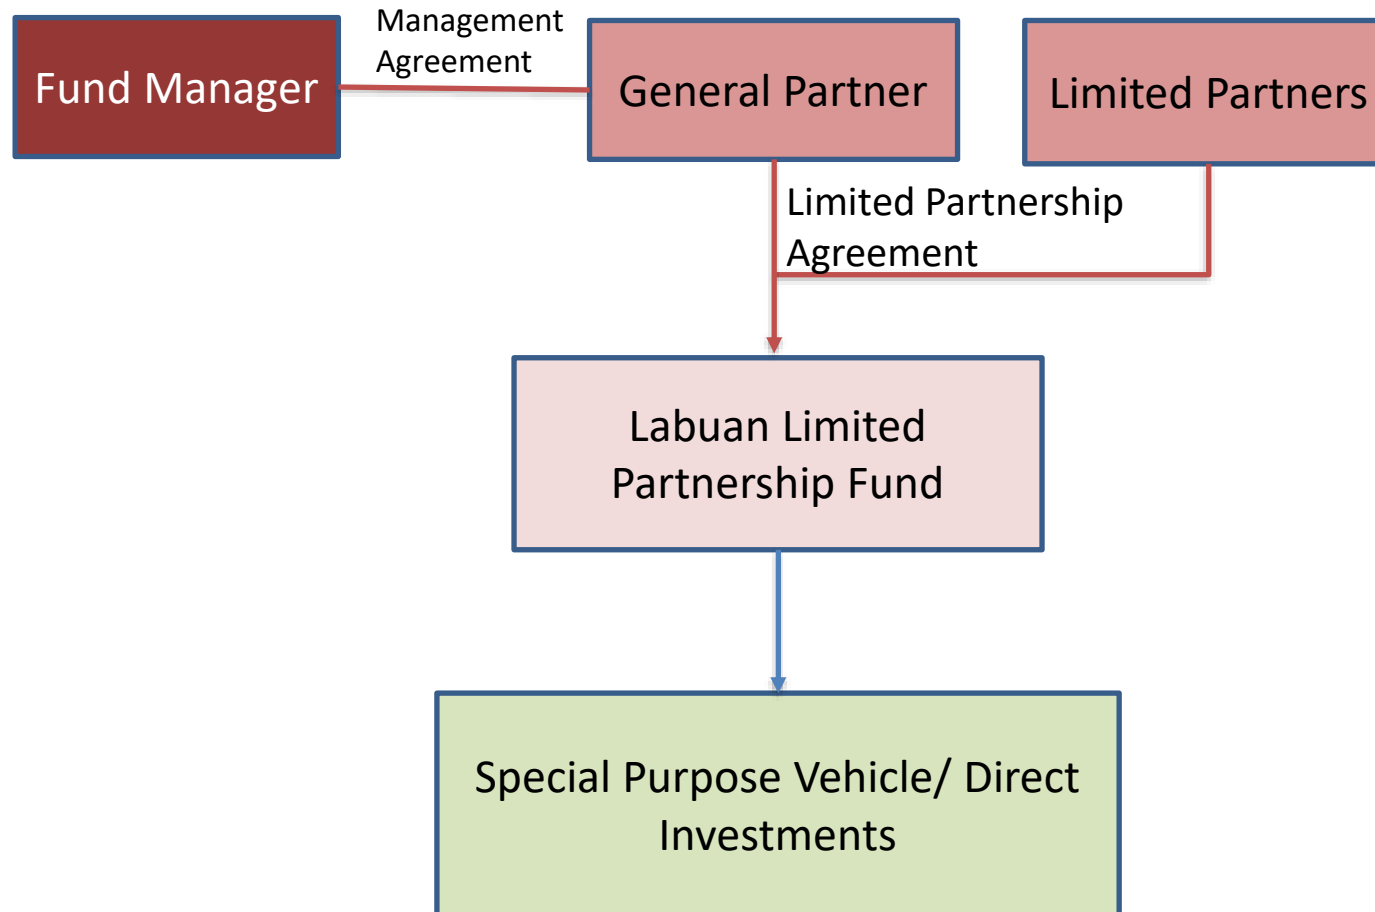 Management
Agreement
Fund Manager
General Partner
Limited Partners
Limited Partnership
Agreement
Labuan Limited
Partnership Fund
Special Purpose Vehicle/ Direct
Investments